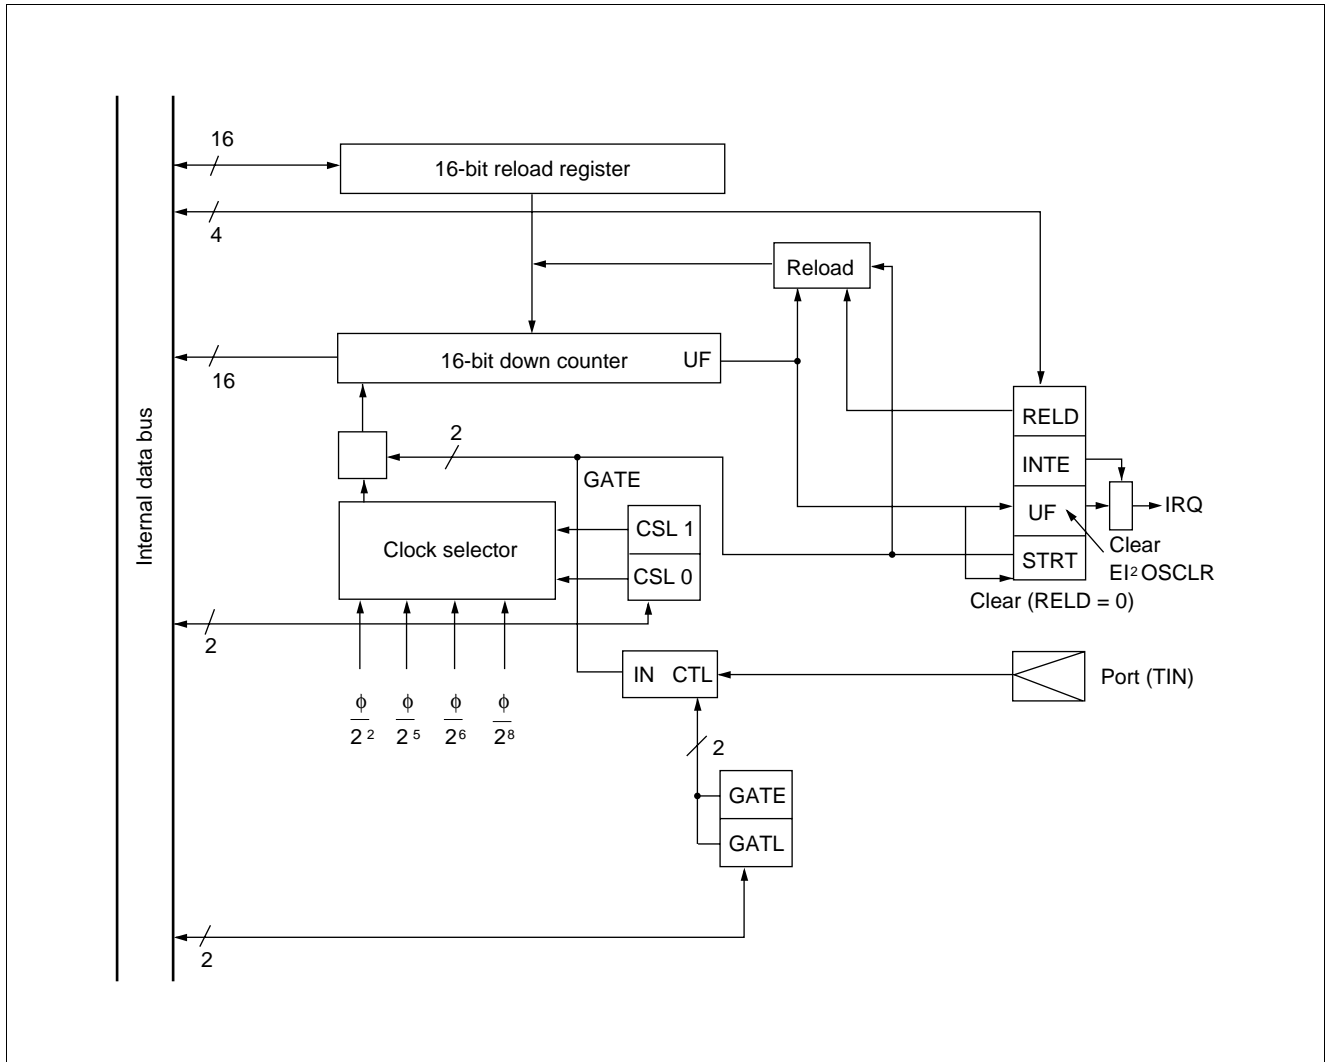 16
16-bit reload register
4
Reload
16-bit down counter UF
16
Internal data bus
RELD
2
INTE
GATE
UF
IRQ
CSL 1
Clock selector
CSL 0
STRT
Clear
EI²OSCLR
Clear (RELD = 0)
2
IN CTL
Port (TIN)
ϕ ϕ ϕ ϕ
2² 2⁵ 2⁶ 2⁸
2
GATE
GATL
2